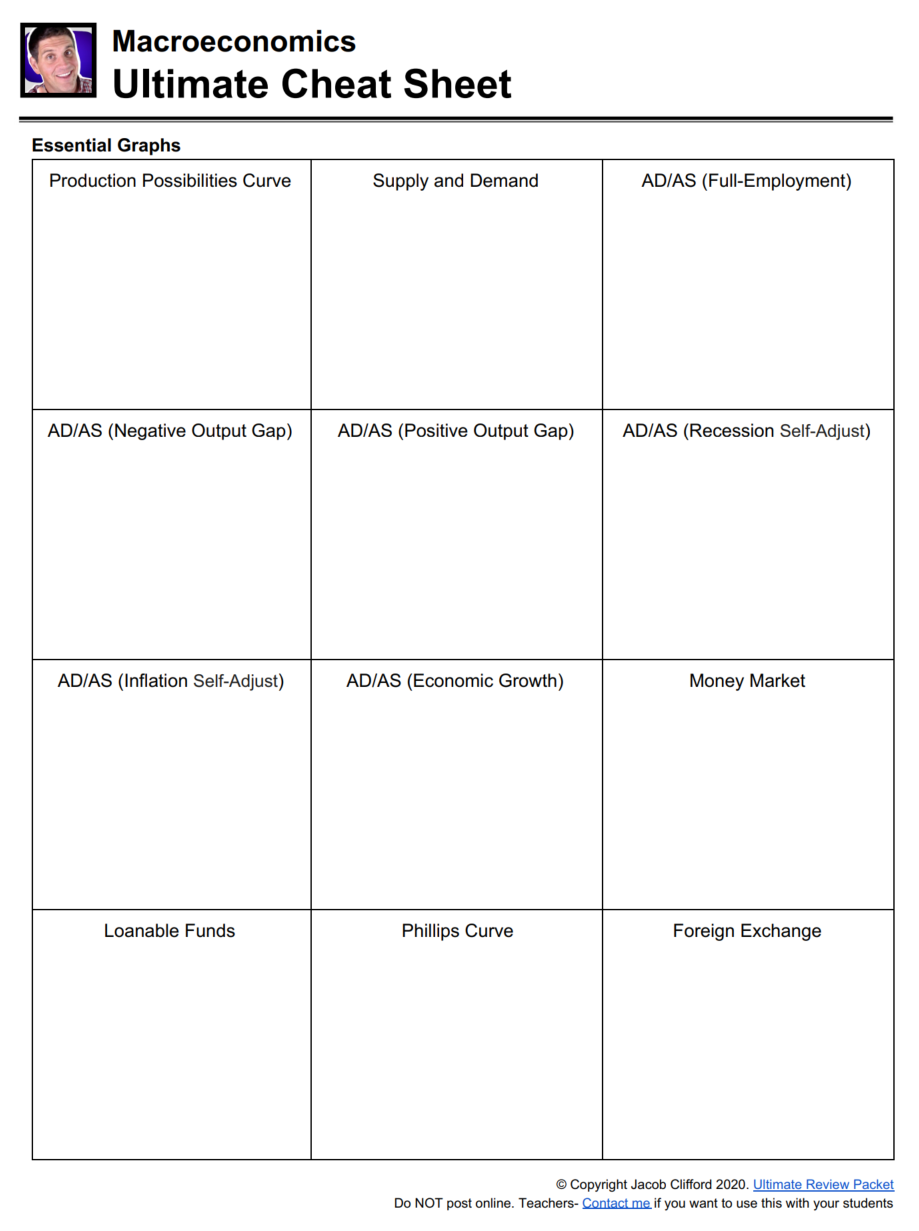 Macroeconomics
Ultimate Cheat Sheet
Essential Graphs
Production Possibilities Curve
Supply and Demand
AD/AS (Full-Employment)
AD/AS (Negative Output Gap)
AD/AS (Positive Output Gap)
AD/AS (Recession Self-Adjust)
AD/AS (Inflation Self-Adjust)
AD/AS (Economic Growth)
Money Market
Loanable Funds
Phillips Curve
Foreign Exchange
© Copyright Jacob Clifford 2020. Ultimate Review Packet
Do NOT post online. Teachers- Contact me if you want to use this with your students